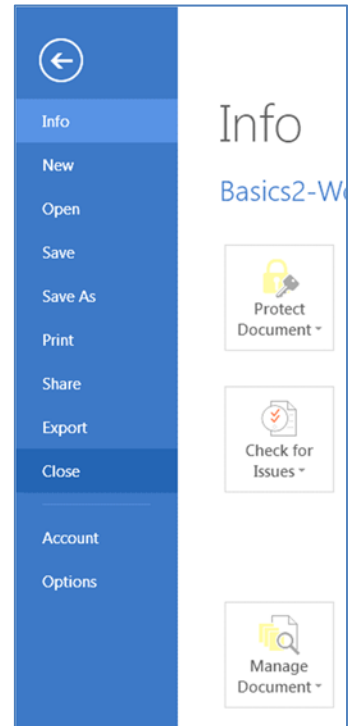 Info
New
Open
Save
Save As
Print
Share
Export
Close
Account
Options
Info
Basics2-W
Protect
Document
Check for
Issues
Manage
Document